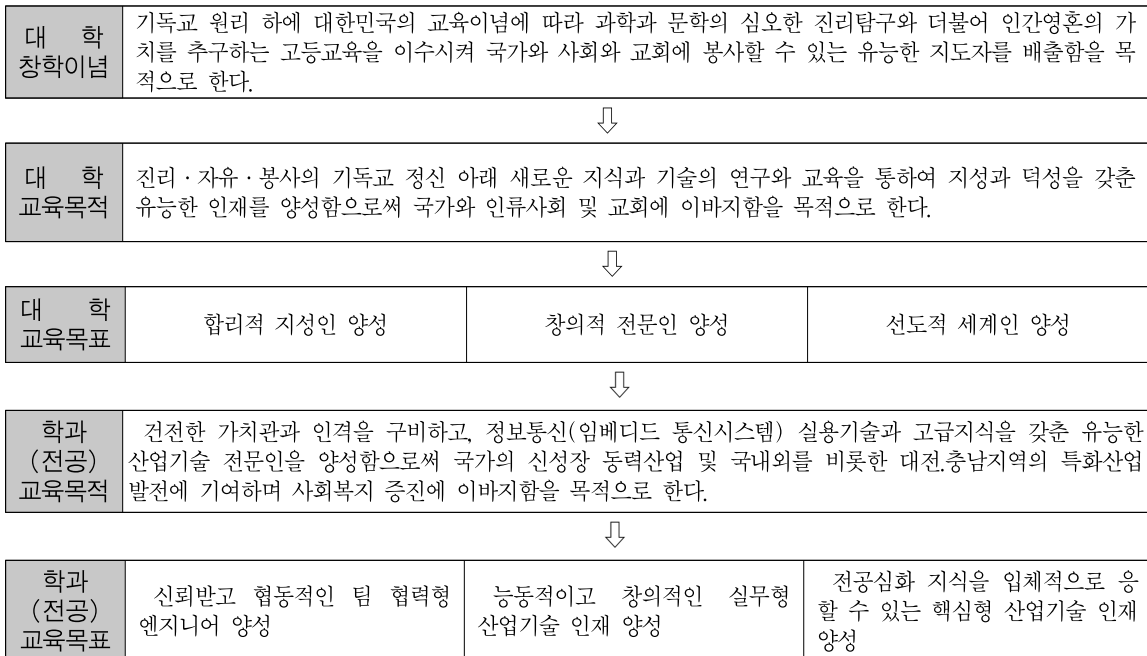 대 학
창학이념
기독교 원리 하에 대한민국의 교육이념에 따라 과학과 문학의 심오한 진리탐구와 더불어 인간영혼의 가
치를 추구하는 고등교육을 이수시켜 국가와 사회와 교회에 봉사할 수 있는 유능한 지도자를 배출함을 목
적으로 한다.
대 학
교육목적
진리·자유·봉사의 기독교 정신 아래 새로운 지식과 기술의 연구와 교육을 통하여 지성과 덕성을 갖춘
유능한 인재를 양성함으로써 국가와 인류사회 및 교회에 이바지함을 목적으로 한다.
대 학
교육목표
합리적 지성인 양성
창의적 전문인 양성
선도적 세계인 양성
학과
(전공)
교육목적
건전한 가치관과 인격을 구비하고, 정보통신(임베디드 통신시스템) 실용기술과 고급지식을 갖춘 유능한
산업기술 전문인을 양성함으로써 국가의 신성장 동력산업 및 국내외를 비롯한 대전.충남지역의 특화산업
발전에 기여하며 사회복지 증진에 이바지함을 목적으로 한다.
학과
(전공)
교육목표
신뢰받고 협동적인 팀 협력형
엔지니어 양성
능동적이고 창의적인 실무형
산업기술 인재 양성
전공심화 지식을 입체적으로 응
할 수 있는 핵심형 산업기술 인재
양성